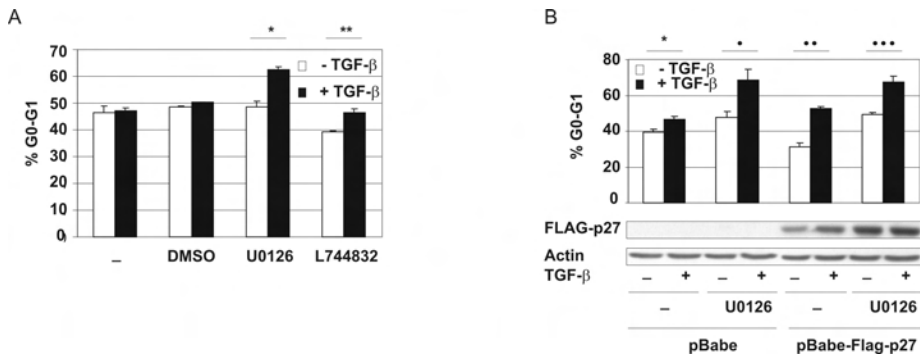 A
* **
70
60
50
40
30
20
10
0
% G0-G1
- TGF-β
+ TGF-β
– DMSO U0126 L744832
B
* • •• •••
80
60
40
20
0
% G0-G1
- TGF-β
+ TGF-β
FLAG-p27
Actin
TGF-β – + – + – + – +
– U0126 – U0126
pBabe pBabe-Flag-p27